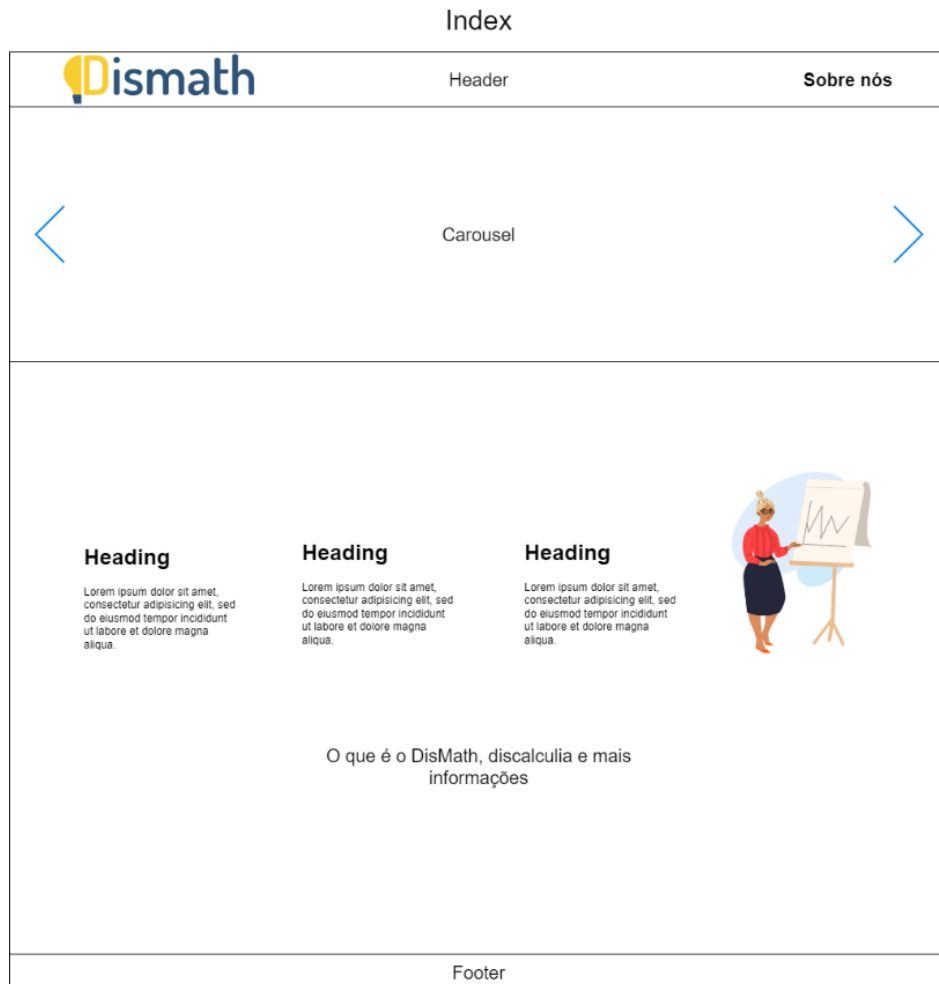 Index
Dismath
Header
Sobre nós
Carousel
Heading
Lorem ipsum dolor sit amet,
consectetur adipisicing elit, sed
do eiusmod tempor incididunt
ut labore et dolore magna
aliqua.
Heading
Lorem ipsum dolor sit amet,
consectetur adipisicing elit, sed
do eiusmod tempor incididunt
ut labore et dolore magna
aliqua.
Heading
Lorem ipsum dolor sit amet,
consectetur adipisicing elit, sed
do eiusmod tempor incididunt
ut labore et dolore magna
aliqua.
O que é o DisMath, discalculia e mais
informações
Footer